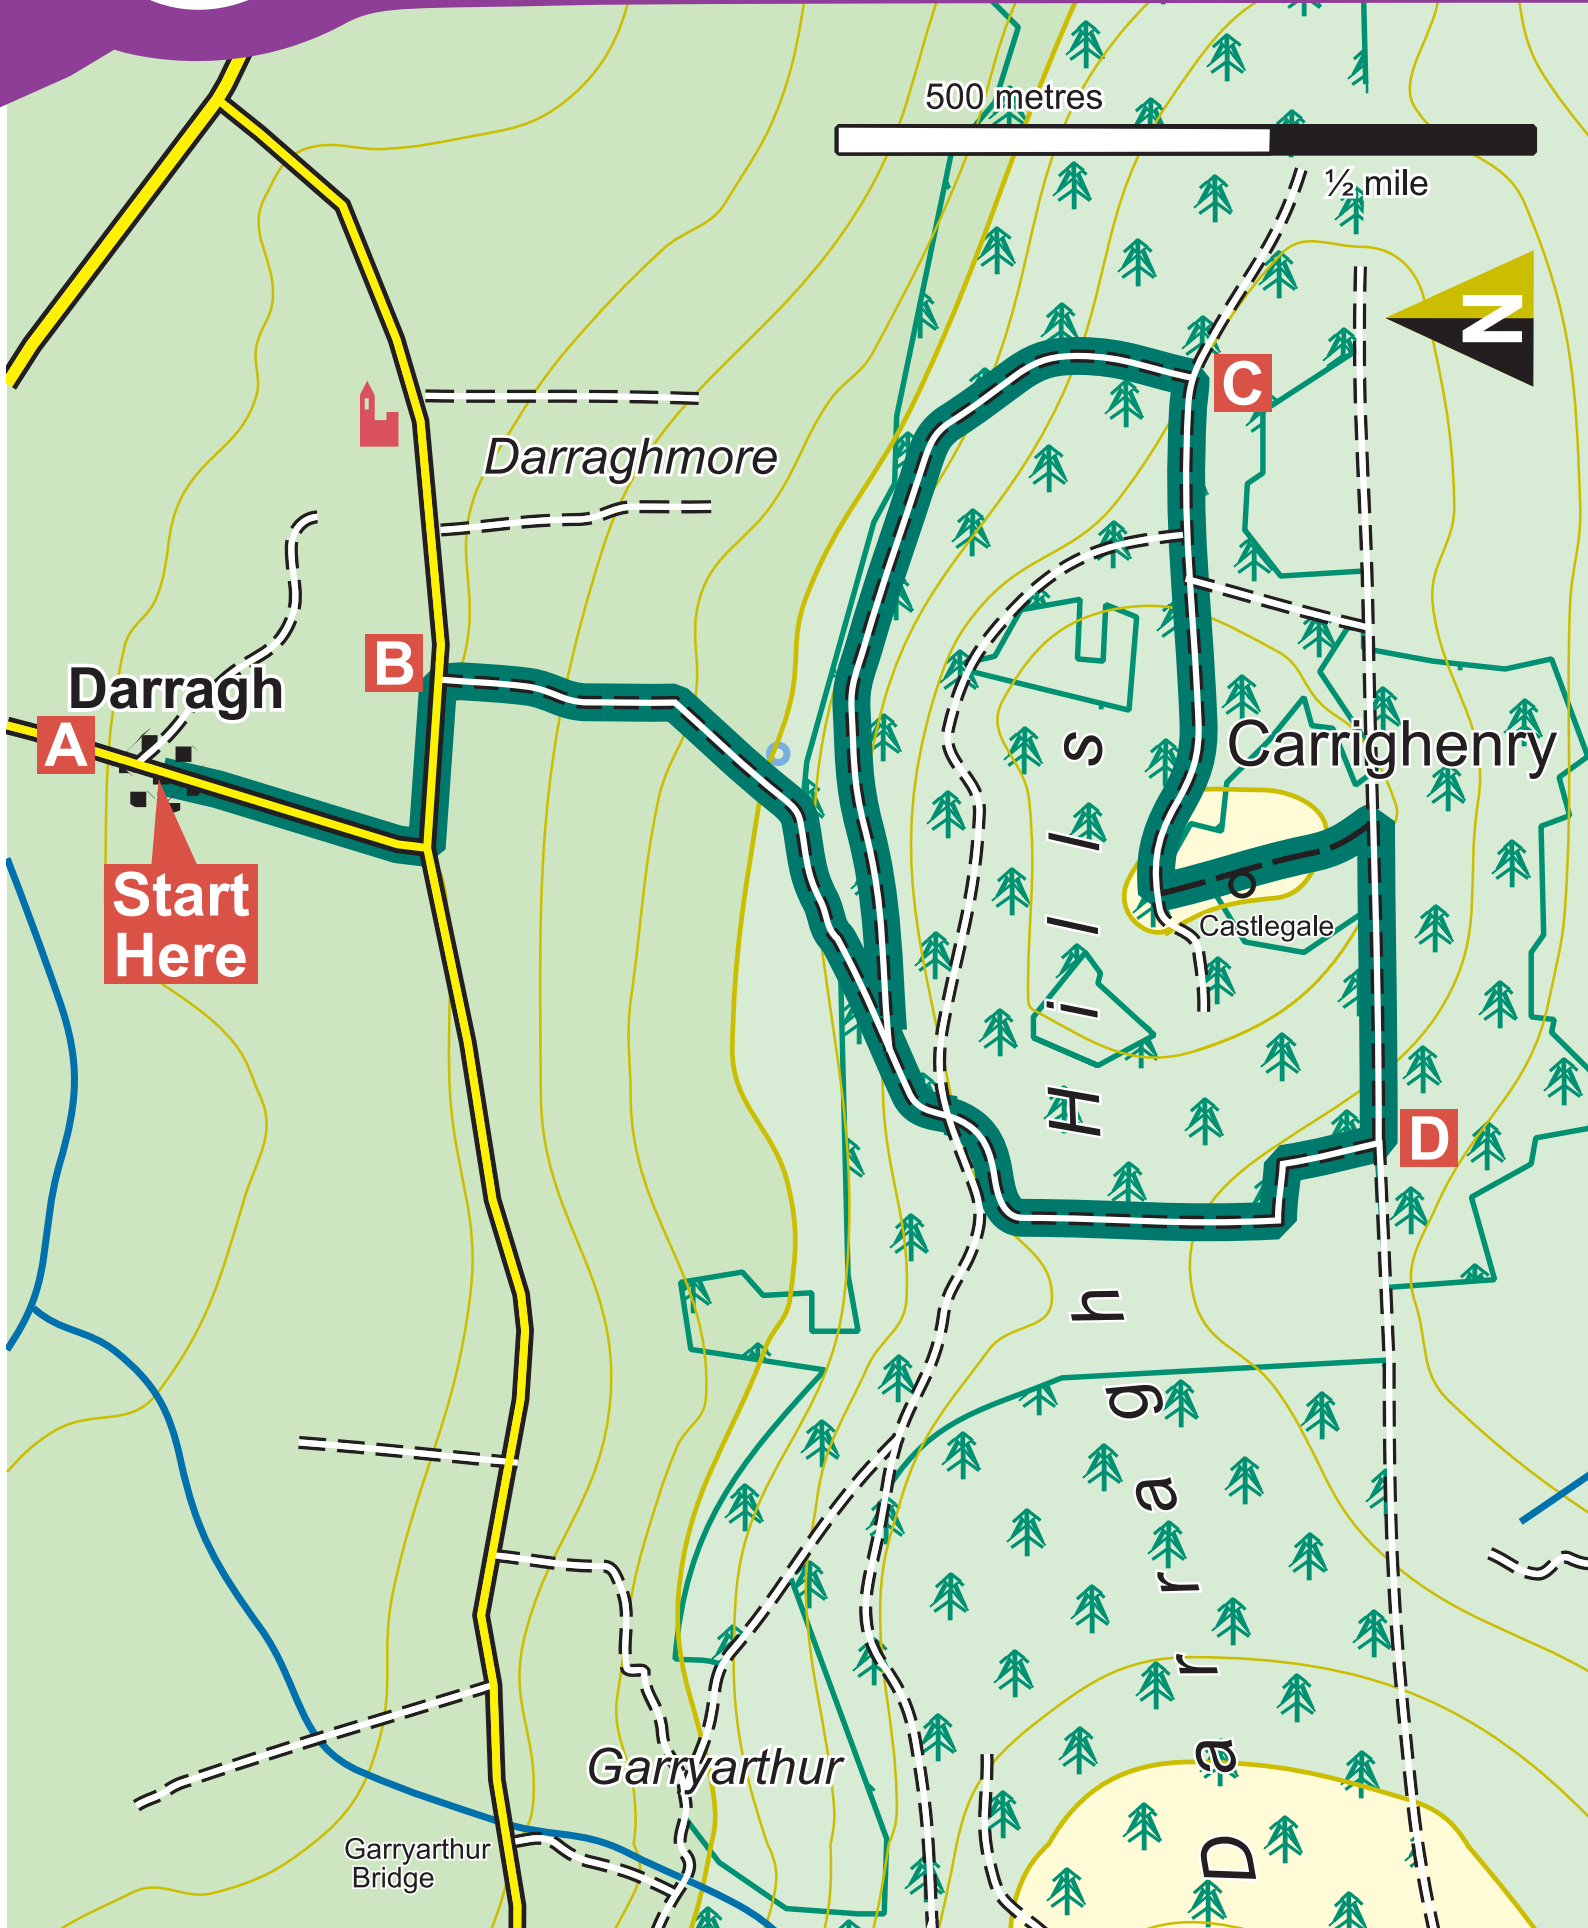 500 metres
½ mile
N
C
Darraghmore
B
Darragh
A
Carrighenry
Start
Here
Castlegale
D
Darragh Hills
Garryarthur
Garryarthur
Bridge